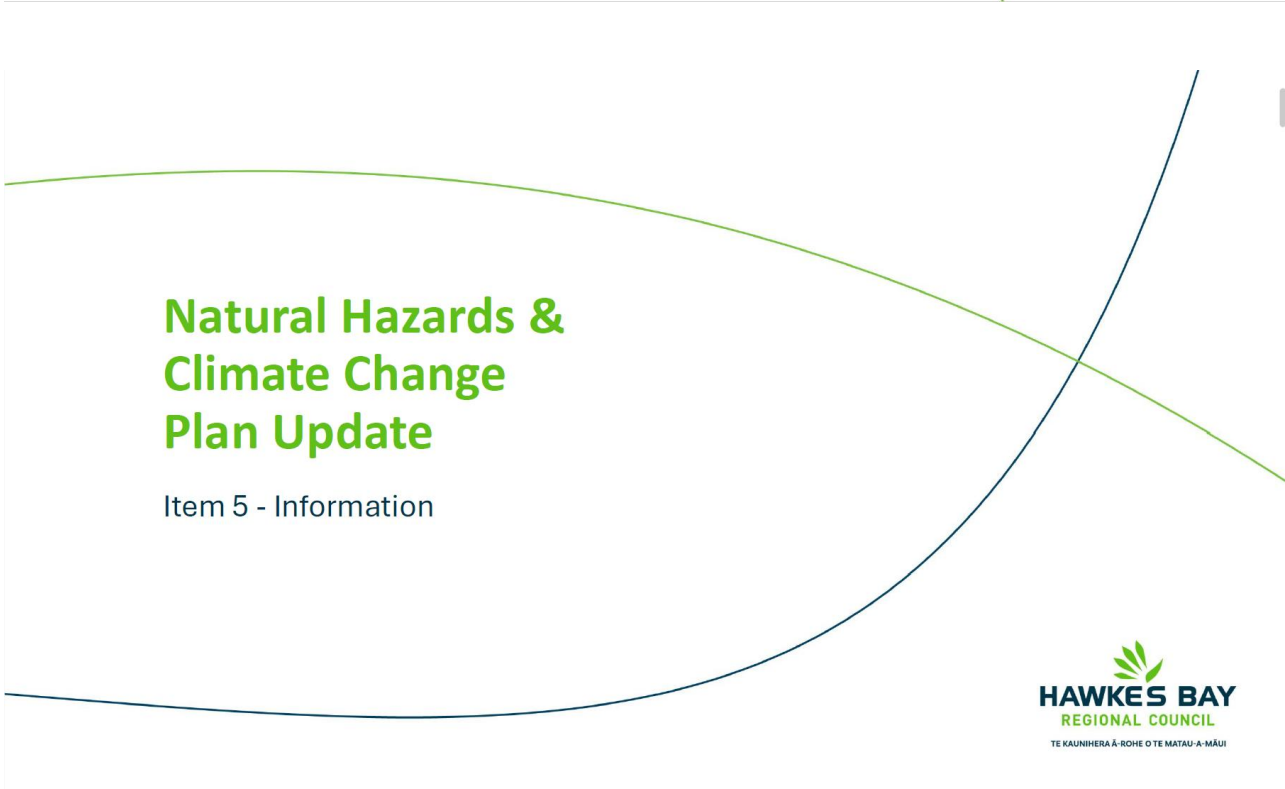 Natural Hazards &
Climate Change
Plan Update
Item 5 - Information
HAWKES BAY
REGIONAL COUNCIL
TE KAUNIHERA Ā-ROHE O TE MATAU-A-MĀUI